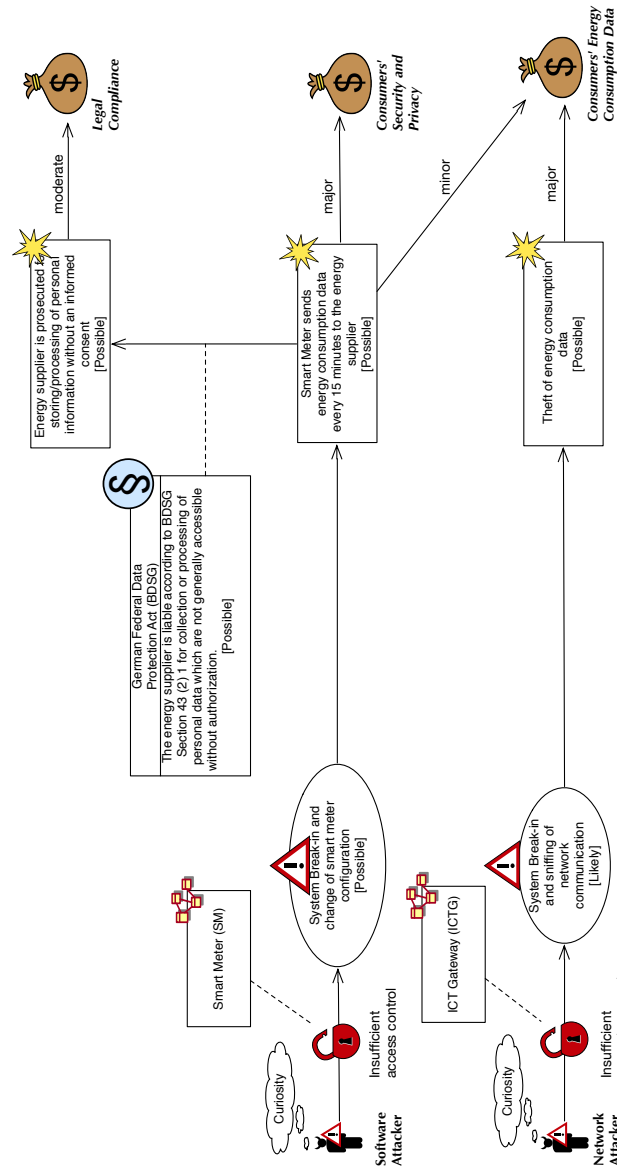 Energy supplier is prosecuted
storing/processing of personal
information without an informed
consent
[Possible]
moderate
Legal
Compliance
German Federal Data
Protection Act (BDSG)
§
The energy supplier is liable according to BDSG
Section 43 (2) 1 for collection or processing of
personal data which are not generally accessible
without authorization.
[Possible]
Smart Meter (SM)
Curiosity
Software
Attacker
Insufficient
access control
System Break-in and
change of smart meter
configuration
[Possible]
Smart Meter sends
energy consumption data
every 15 minutes to the energy
supplier
[Possible]
major
minor
Consumers'
Security and
Privacy
ICT Gateway (ICTG)
Curiosity
Network
Attacker
Insufficient
System Break-in
and sniffing of
network
communication
[Likely]
Theft of energy consumption
data
[Possible]
major
Consumers' Energy
Consumption Data